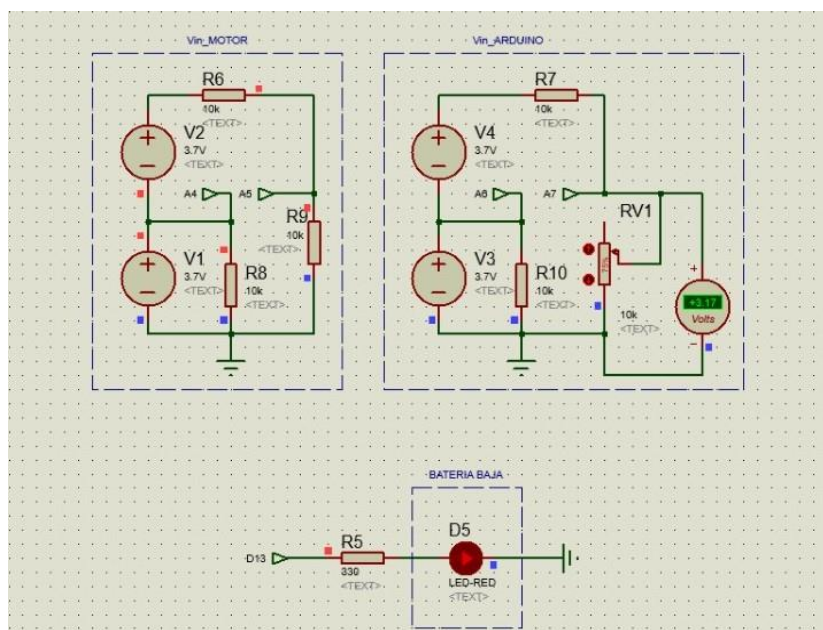 Vin_MOTOR
R6
10k
<TEXT>
V2
3.7V
<TEXT>
A4
A5
R9
10k
<TEXT>
V1
3.7V
<TEXT>
R8
10k
<TEXT>
Vin_ARDUINO
R7
10k
<TEXT>
V4
3.7V
<TEXT>
A6
A7
RV1
75%
10k
<TEXT>
V3
3.7V
<TEXT>
R10
10k
<TEXT>
+3.17
Volts
BATERIA BAJA
D13
R5
330
<TEXT>
D5
LED-RED
<TEXT>